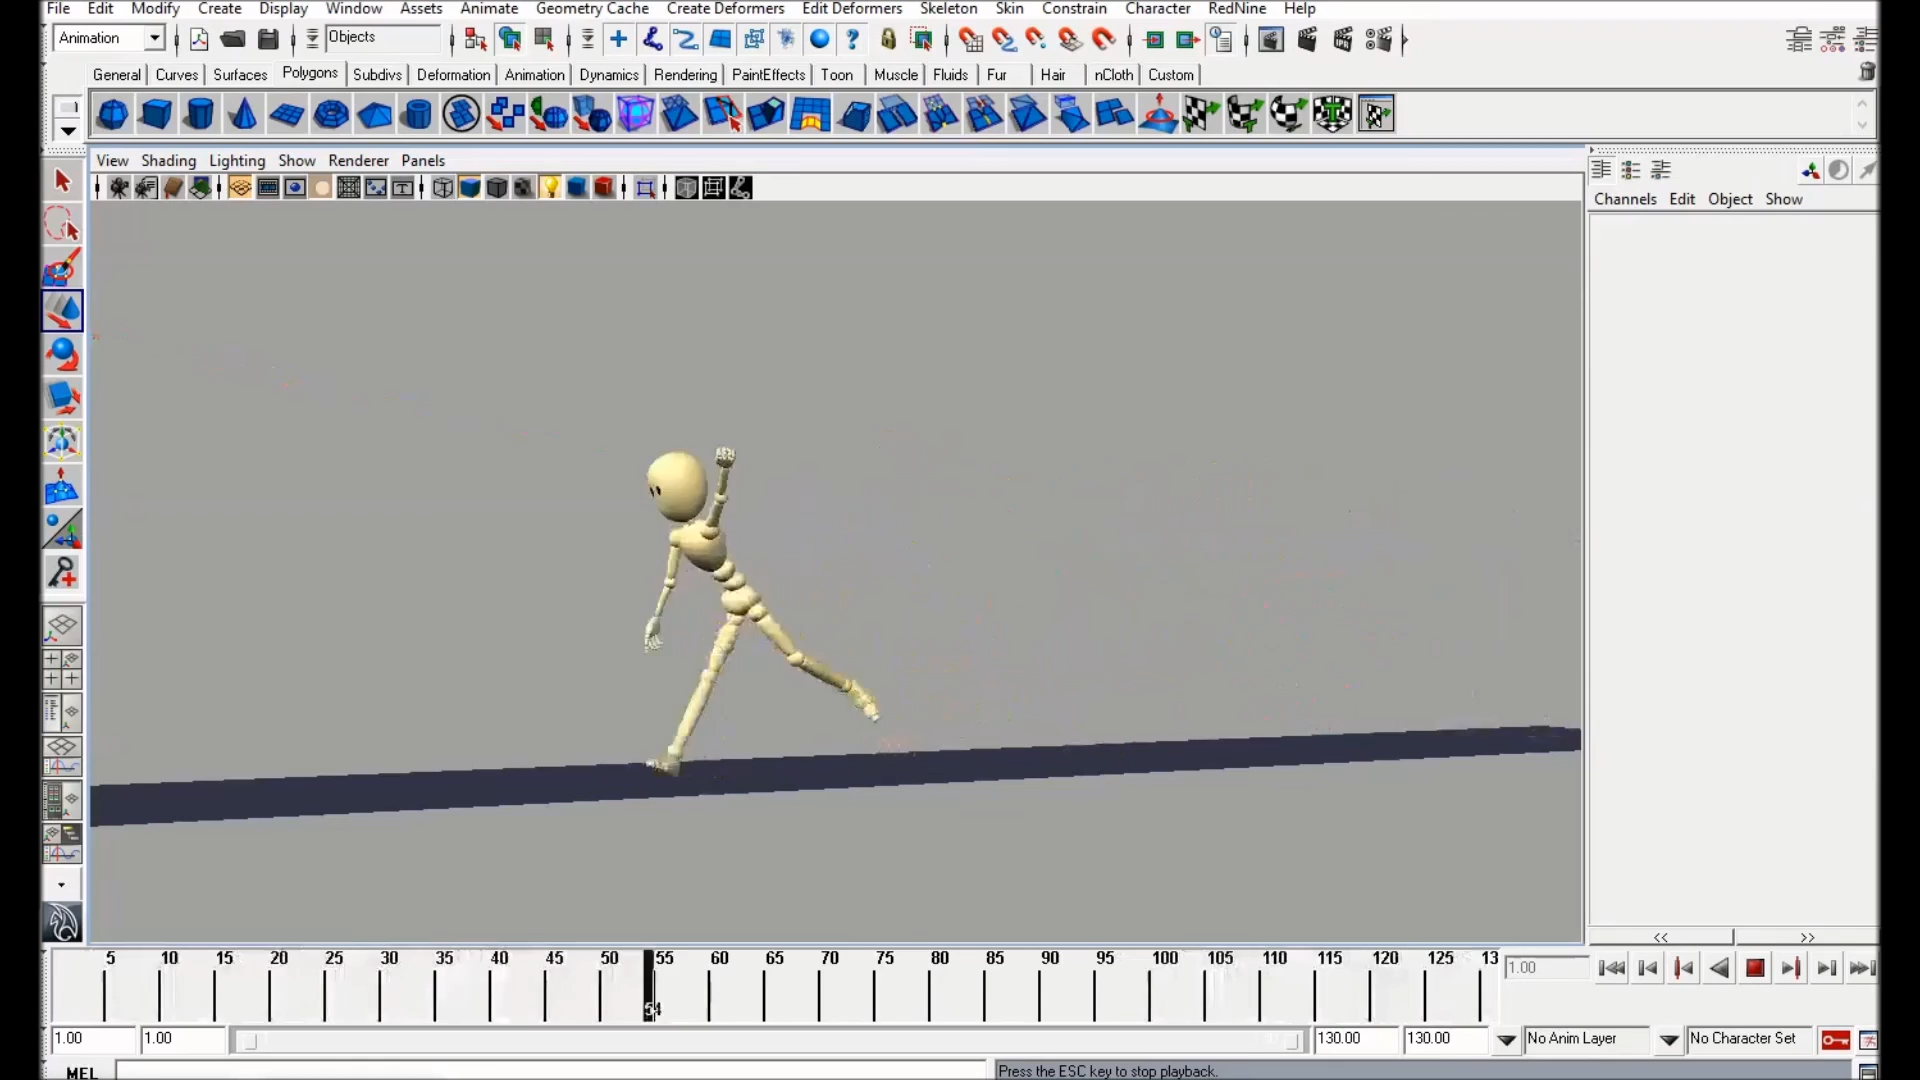 File Edit Modify Create Display Window Assets Animate Geometry Cache Create Deformers Edit Deformers Skeleton Skin Constrain Character RedNine Help
Animation Objects
General Curves Surfaces Polygons Subdivs Deformation Animation Dynamics Rendering PaintEffects Toon Muscle Fluids Fur Hair nCloth Custom
View Shading Lighting Show Renderer Panels
Channels Edit Object Show
<< >>
5 10 15 20 25 30 35 40 45 50 55 60 65 70 75 80 85 90 95 100 105 110 115 120 125 13
1.00
54
1.00 1.00 130.00 130.00 No Anim Layer No Character Set
MEL Press the ESC key to stop playback.